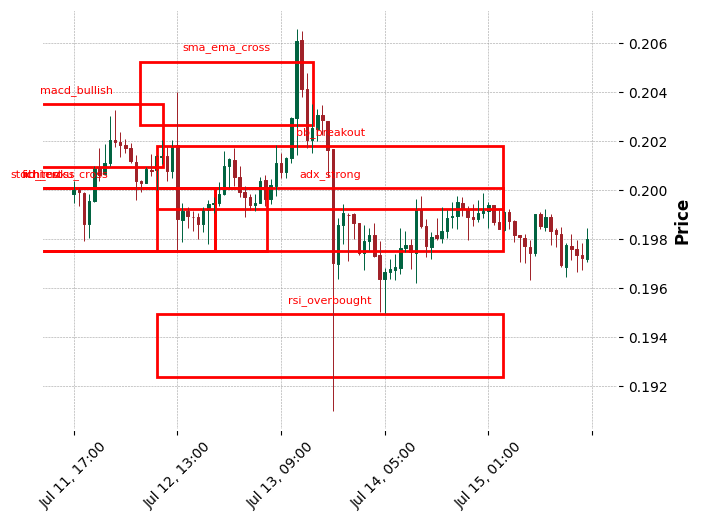 sma_ema_cross
macd_bullish
bb_breakout
adx_strong
rsi_overbought
0.206
0.204
0.202
0.200
0.198
0.196
0.194
0.192
Price
Jul 11, 17:00
Jul 12, 13:00
Jul 13, 09:00
Jul 14, 05:00
Jul 15, 01:00